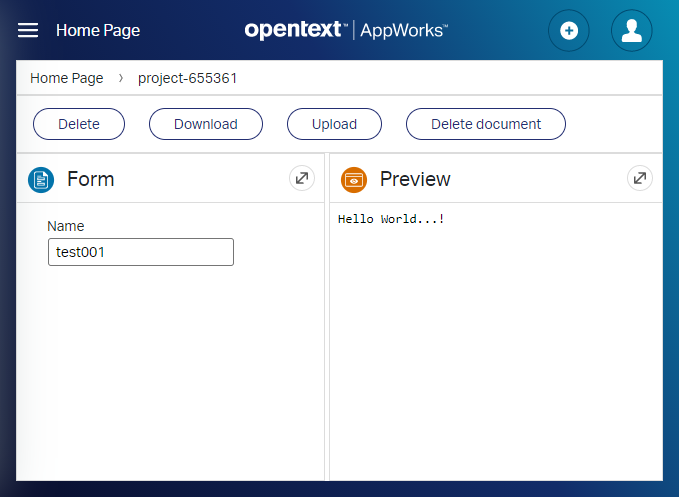 Home Page
opentext™ | AppWorks™
Home Page › project-655361
Delete Download Upload Delete document
Form
Preview
Name
test001
Hello World...!